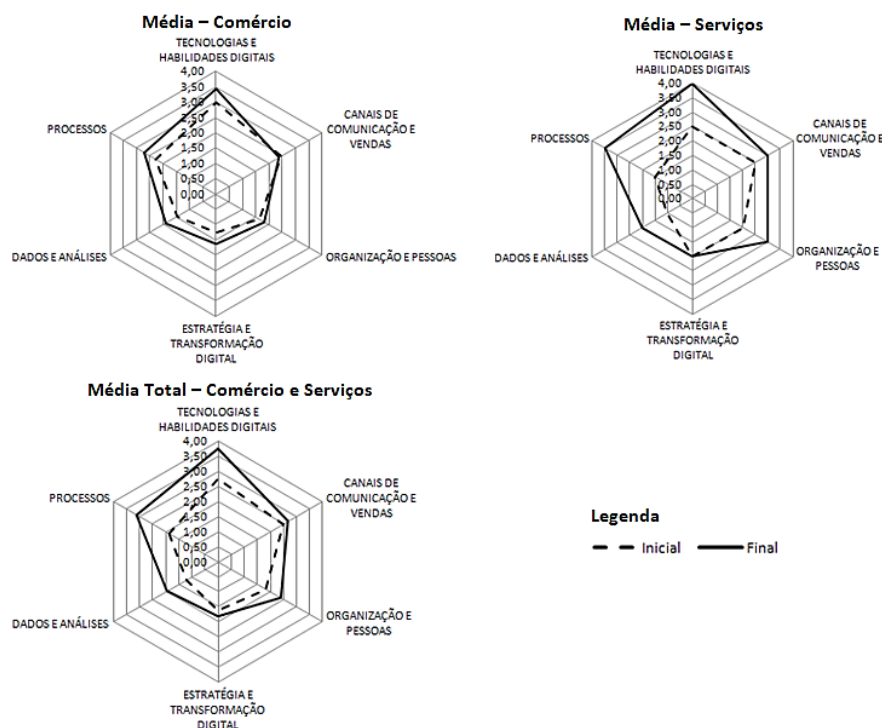 Média – Comércio
TECNOLOGIAS E
HABILIDADES DIGITAIS
4,00
3,50
3,00
2,50
2,00
1,50
1,00
0,50
0,00
CANAIS DE
COMUNICAÇÃO E
VENDAS
ORGANIZAÇÃO E PESSOAS
ESTRATÉGIA E
TRANSFORMAÇÃO
DIGITAL
DADOS E ANÁLISES
PROCESSOS
Média – Serviços
TECNOLOGIAS E
HABILIDADES DIGITAIS
4,00
3,50
3,00
2,50
2,00
1,50
1,00
0,50
0,00
CANAIS DE
COMUNICAÇÃO E
VENDAS
ORGANIZAÇÃO E
PESSOAS
ESTRATÉGIA E
TRANSFORMAÇÃO
DIGITAL
DADOS E ANÁLISES
PROCESSOS
Média Total – Comércio e Serviços
TECNOLOGIAS E
HABILIDADES DIGITAIS
4,00
3,50
3,00
2,50
2,00
1,50
1,00
0,50
0,00
CANAIS DE
COMUNICAÇÃO E
VENDAS
ORGANIZAÇÃO E
PESSOAS
ESTRATÉGIA E
TRANSFORMAÇÃO
DIGITAL
DADOS E ANÁLISES
PROCESSOS
Legenda
Inicial
Final